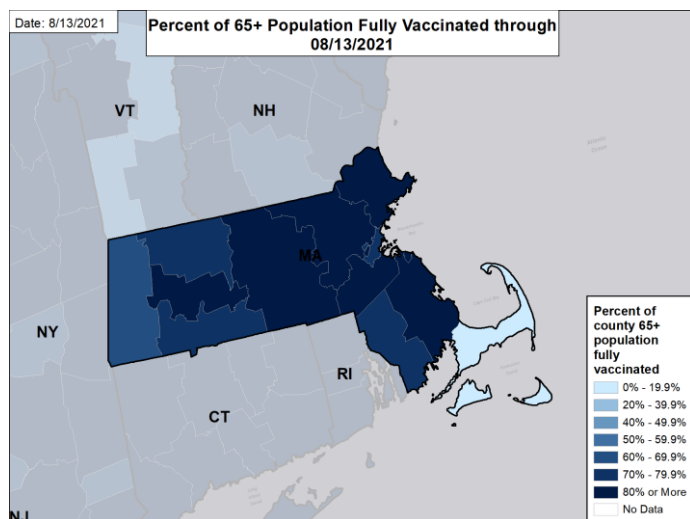 Date: 8/13/2021
Percent of 65+ Population Fully Vaccinated through
08/13/2021
VT
NH
MA
NY
RI
CT
NJ
Percent of
county 65+
population
fully
vaccinated
0% - 19.9%
20% - 39.9%
40% - 49.9%
50% - 59.9%
60% - 69.9%
70% - 79.9%
80% or More
No Data